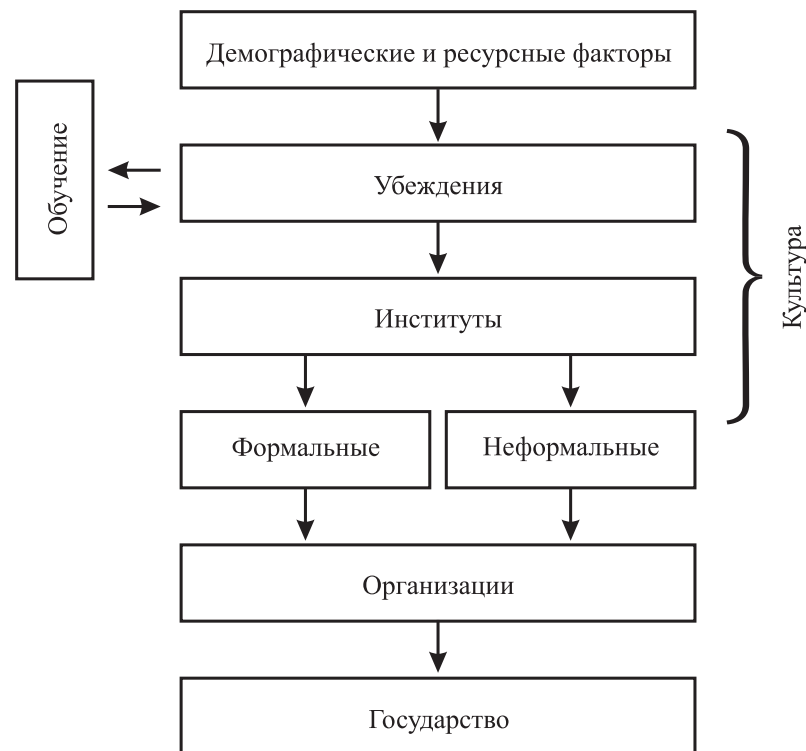 Демографические и ресурсные факторы
Обучение
Убеждения
Институты
Культура
Формальные
Неформальные
Организации
Государство